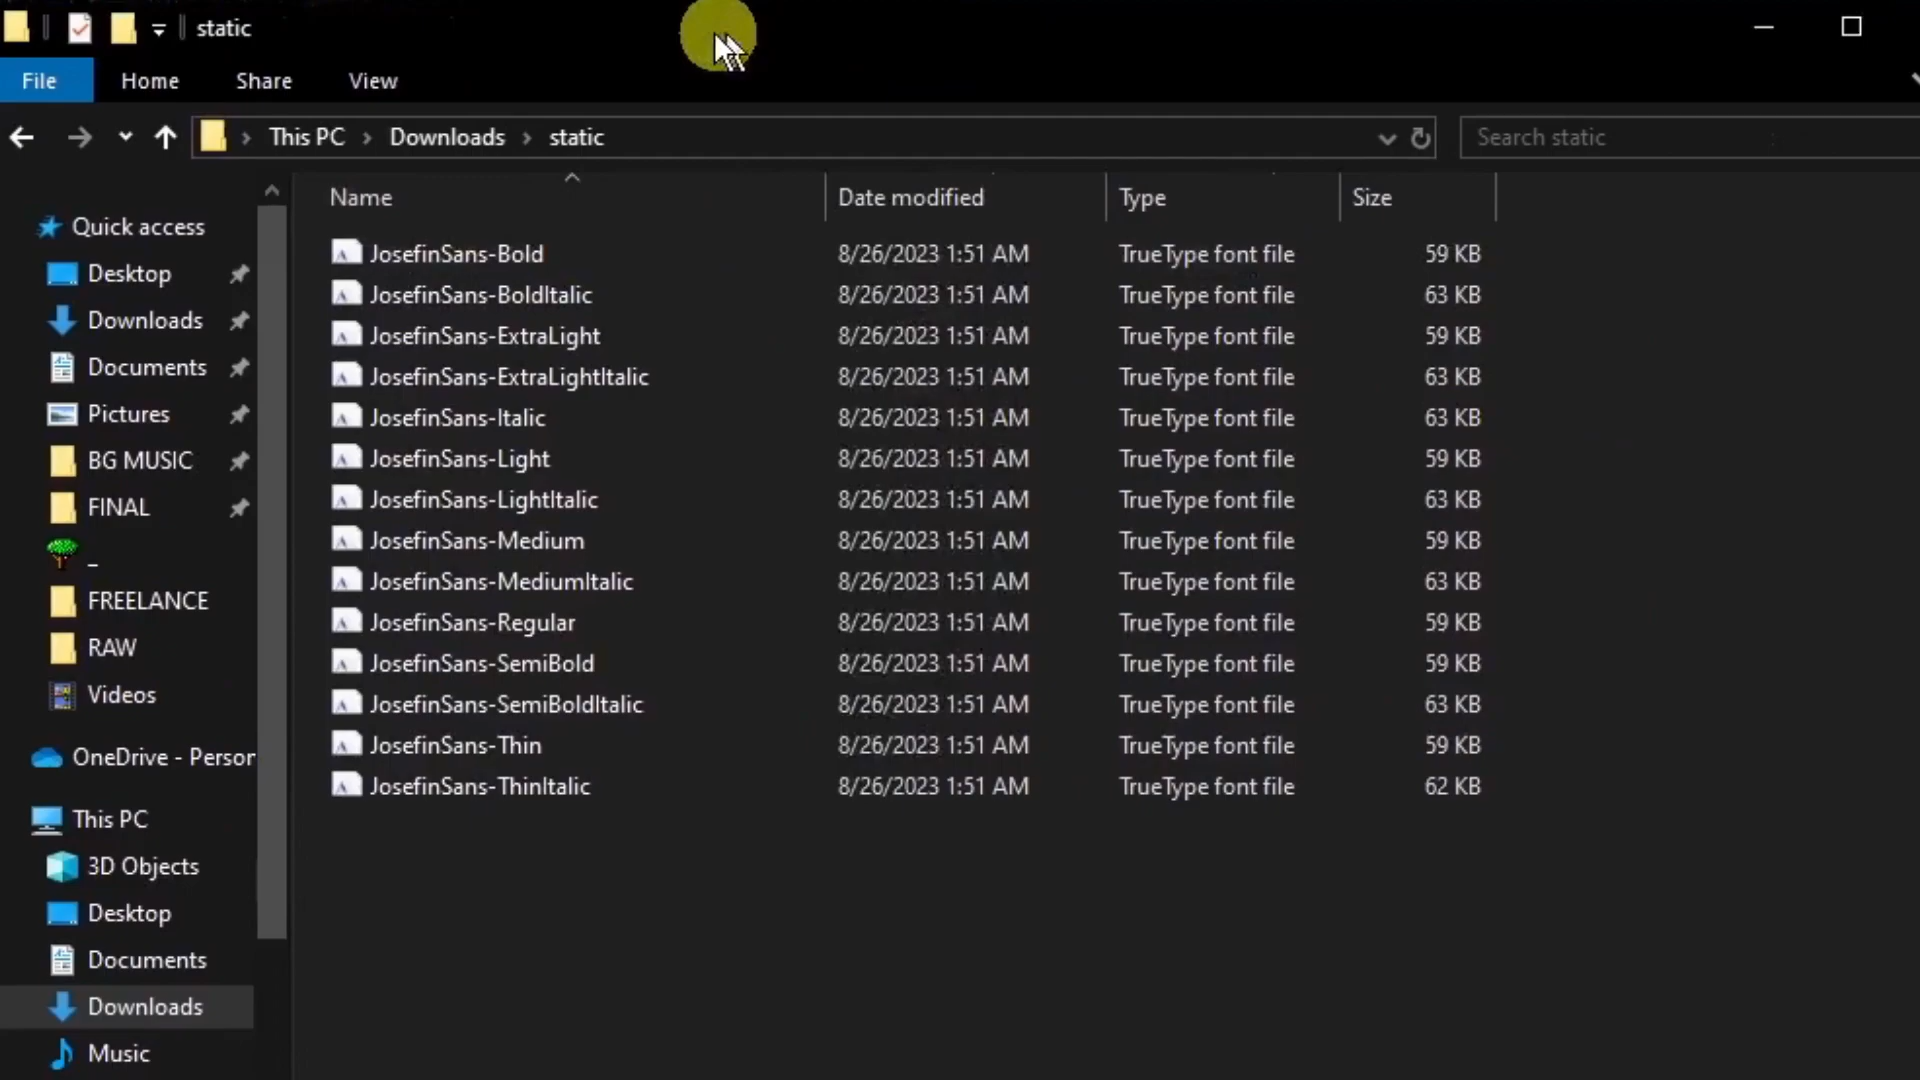 static
File Home Share View
This PC Downloads static Search static
Name Date modified Type Size
Quick access
Desktop
Downloads
Documents
Pictures
BG MUSIC
FINAL
_
FREELANCE
RAW
Videos
OneDrive - Person
This PC
3D Objects
Desktop
Documents
Downloads
Music
JosefinSans-Bold 8/26/2023 1:51 AM TrueType font file 59 KB
JosefinSans-BoldItalic 8/26/2023 1:51 AM TrueType font file 63 KB
JosefinSans-ExtraLight 8/26/2023 1:51 AM TrueType font file 59 KB
JosefinSans-ExtraLightItalic 8/26/2023 1:51 AM TrueType font file 63 KB
JosefinSans-Italic 8/26/2023 1:51 AM TrueType font file 63 KB
JosefinSans-Light 8/26/2023 1:51 AM TrueType font file 59 KB
JosefinSans-LightItalic 8/26/2023 1:51 AM TrueType font file 63 KB
JosefinSans-Medium 8/26/2023 1:51 AM TrueType font file 59 KB
JosefinSans-MediumItalic 8/26/2023 1:51 AM TrueType font file 63 KB
JosefinSans-Regular 8/26/2023 1:51 AM TrueType font file 59 KB
JosefinSans-SemiBold 8/26/2023 1:51 AM TrueType font file 59 KB
JosefinSans-SemiBoldItalic 8/26/2023 1:51 AM TrueType font file 63 KB
JosefinSans-Thin 8/26/2023 1:51 AM TrueType font file 59 KB
JosefinSans-ThinItalic 8/26/2023 1:51 AM TrueType font file 62 KB